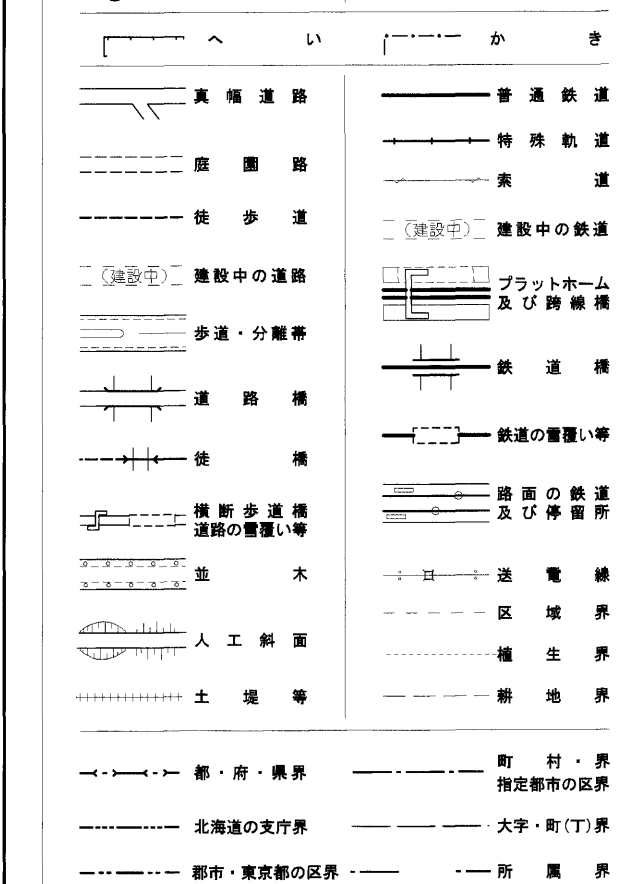 へい
かき
真幅道路
庭園路
徒歩道
(建設中)
建設中の道路
歩道・分離帯
道路橋
徒橋
横断歩道橋
道路の雪覆い等
並木
人工斜面
土堤等
普通鉄道
特殊軌道
索道
(建設中)
建設中の鉄道
プラットホーム
及び跨線橋
鉄道橋
鉄道の雪覆い等
路面の鉄道
及び停留所
送電線
区域界
植生界
耕地界
都・府・県界
北海道の支庁界
郡市・東京都の区界
町村・界
指定都市の区界
大字・町(丁)界
所属界